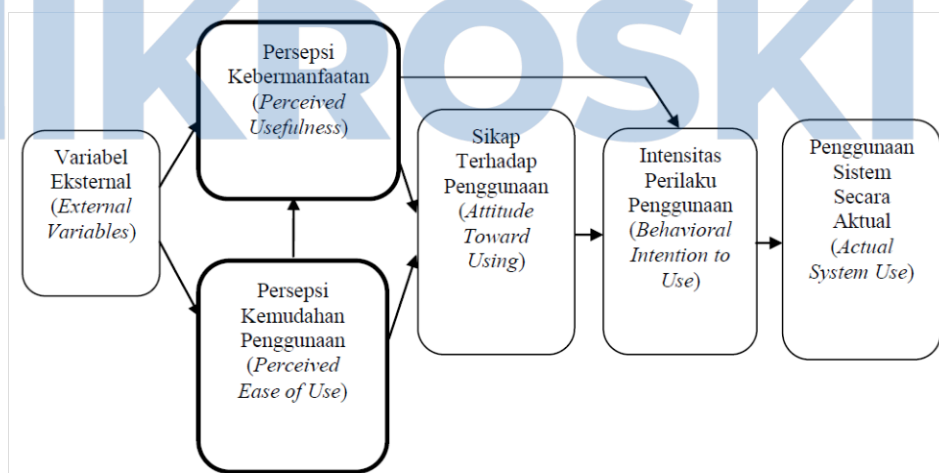 MIKROSKI
Persepsi
Kebermanfaatan
(Perceived
Usefulness)
Variabel
Eksternal
(External
Variables)
Persepsi
Kemudahan
Penggunaan
(Perceived
Ease of Use)
Sikap
Terhadap
Penggunaan
(Attitude
Toward
Using)
Intensitas
Perilaku
Penggunaan
(Behavioral
Intention to
Use)
Penggunaan
Sistem
Secara
Aktual
(Actual
System Use)